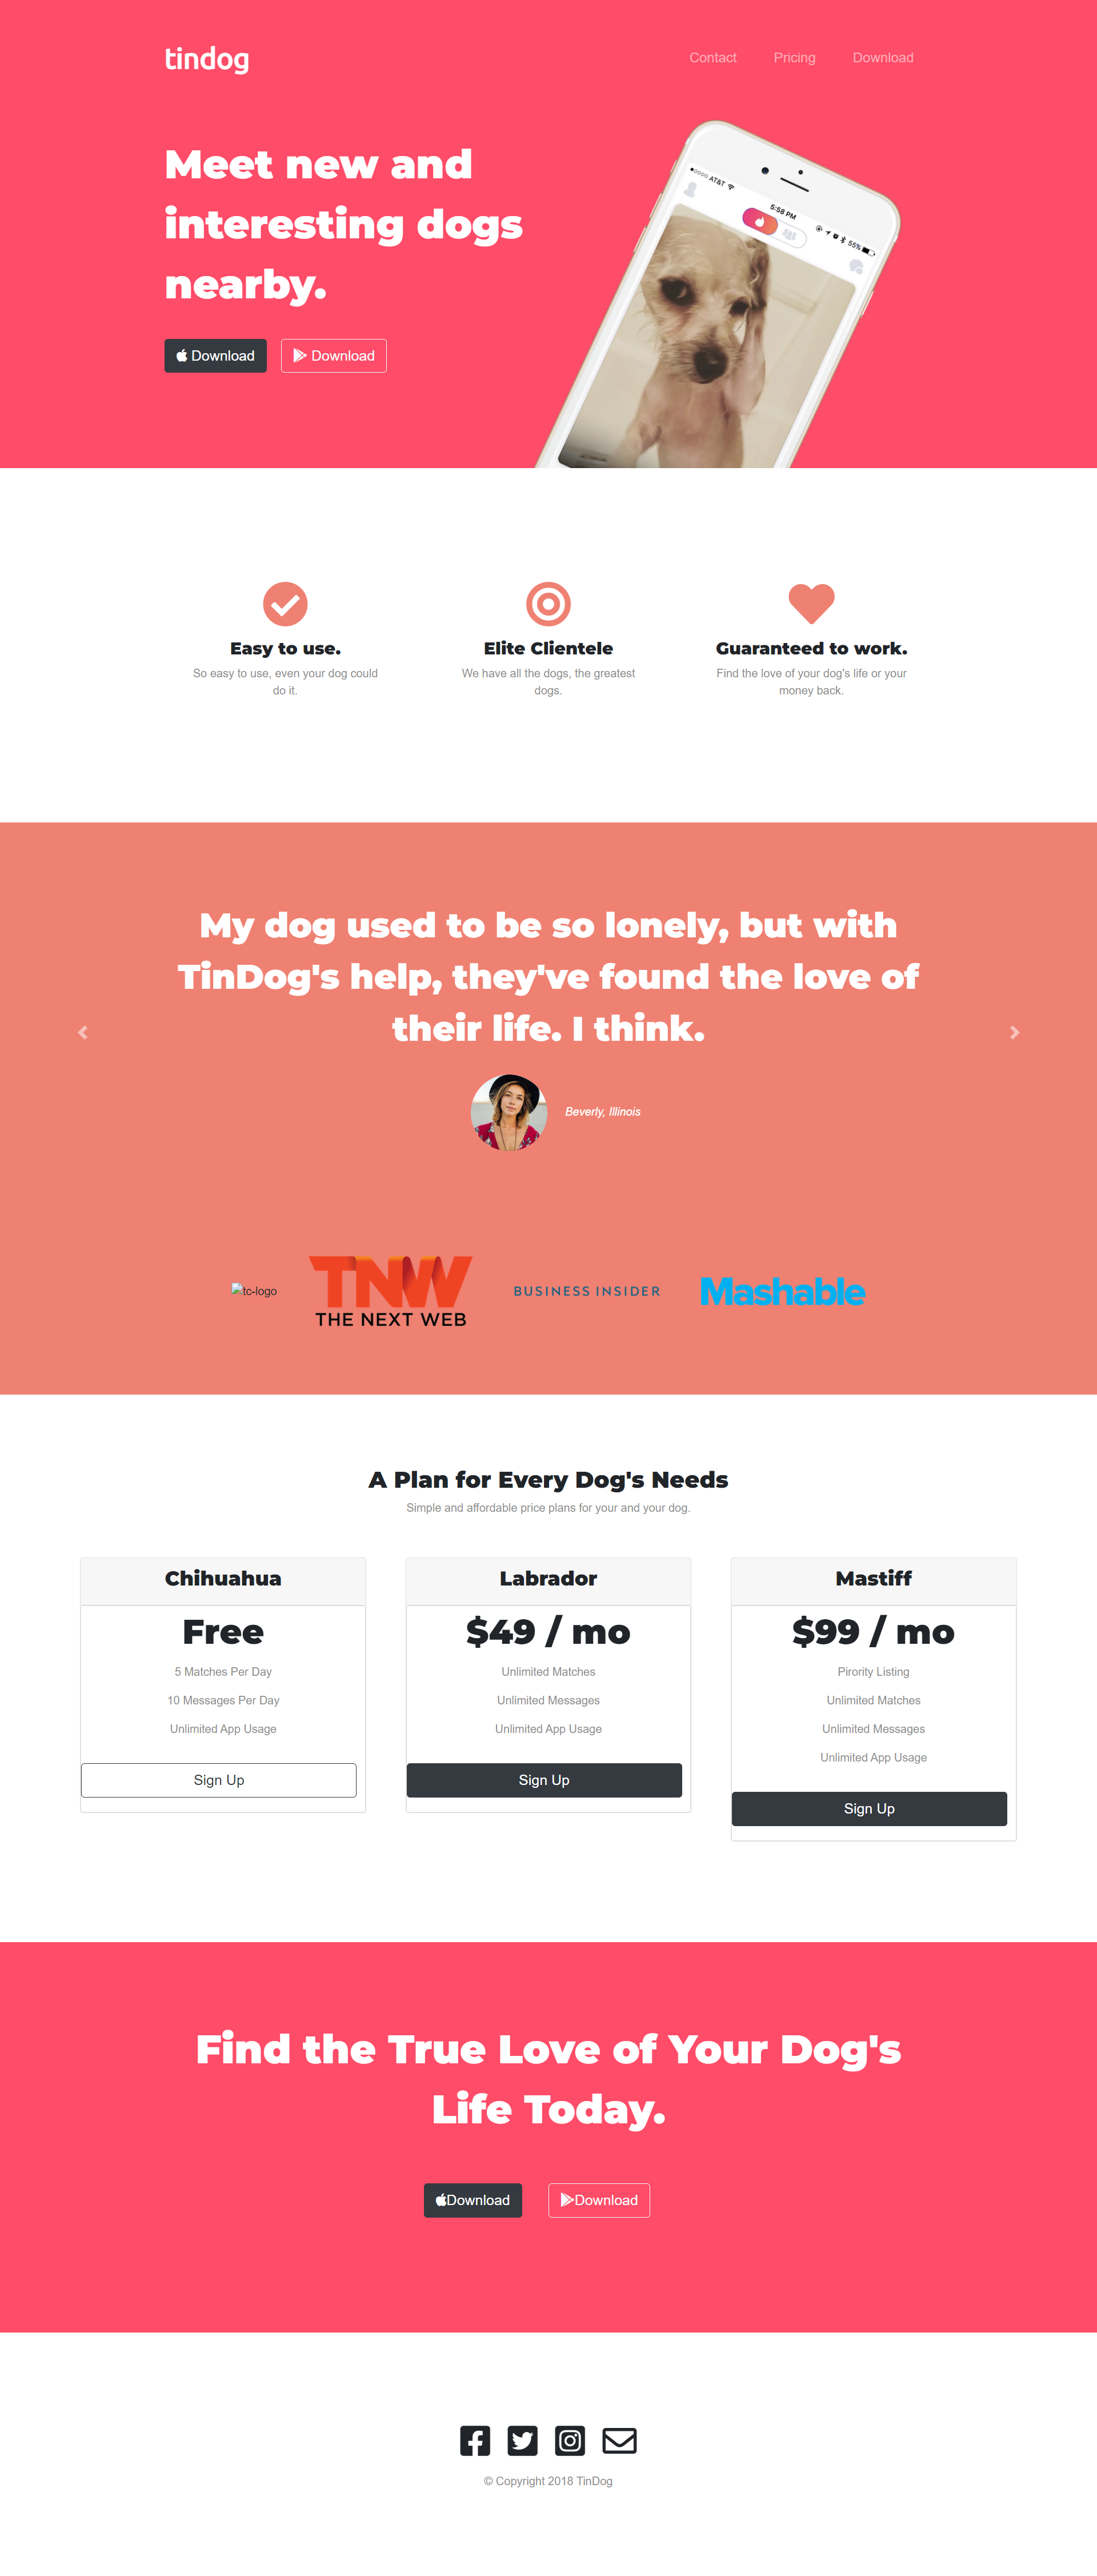 tindog
Contact Pricing Download
Meet new and
interesting dogs
nearby.
Download Download
AT&T 5:58 PM 55%
Easy to use. Elite Clientele Guaranteed to work.
So easy to use, even your dog could
do it.
We have all the dogs, the greatest
dogs.
Find the love of your dog's life or your
money back.
My dog used to be so lonely, but with
TinDog's help, they've found the love of
their life. I think.
Beverly, Illinois
tc-logo
TNW
THE NEXT WEB
BUSINESS INSIDER
Mashable
A Plan for Every Dog's Needs
Simple and affordable price plans for your and your dog.
Chihuahua
Free
5 Matches Per Day
10 Messages Per Day
Unlimited App Usage
Sign Up
Labrador
$49 / mo
Unlimited Matches
Unlimited Messages
Unlimited App Usage
Sign Up
Mastiff
$99 / mo
Pirority Listing
Unlimited Matches
Unlimited Messages
Unlimited App Usage
Sign Up
Find the True Love of Your Dog's
Life Today.
Download Download
© Copyright 2018 TinDog